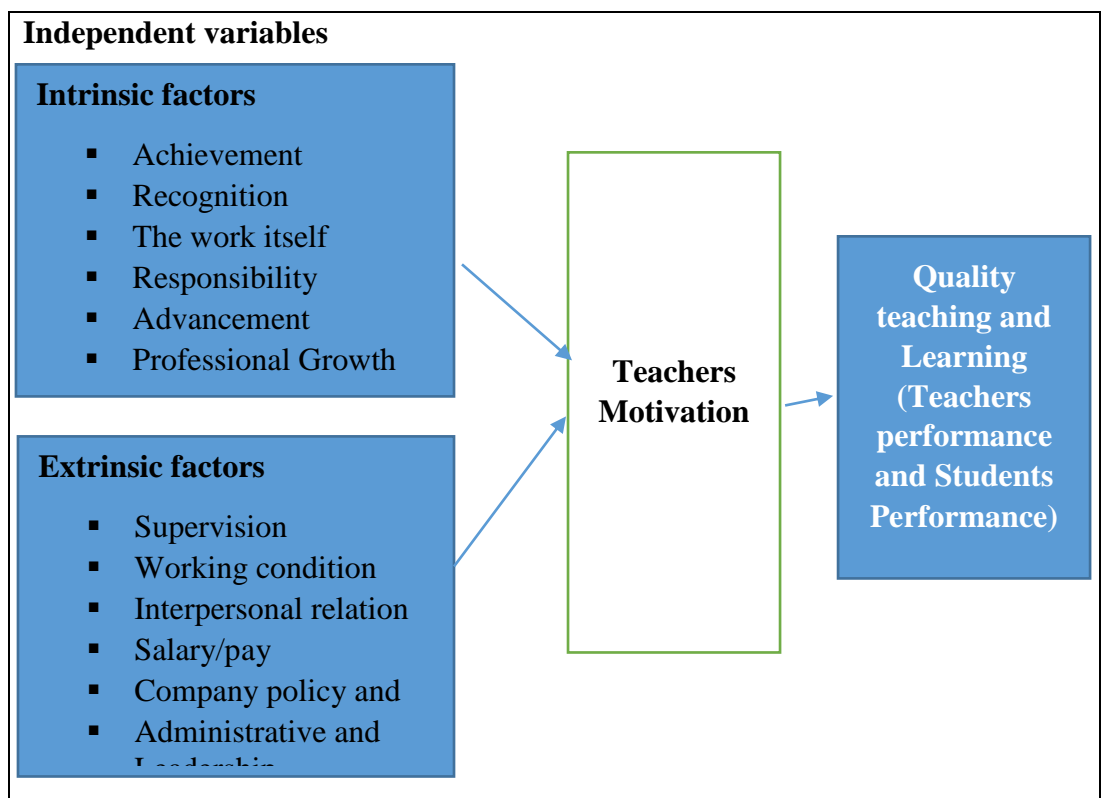 Independent variables
Intrinsic factors
▪ Achievement
▪ Recognition
▪ The work itself
▪ Responsibility
▪ Advancement
▪ Professional Growth
Extrinsic factors
▪ Supervision
▪ Working condition
▪ Interpersonal relation
▪ Salary/pay
▪ Company policy and
▪ Administrative and
Leadership
Teachers
Motivation
Quality
teaching and
Learning
(Teachers
performance
and Students
Performance)